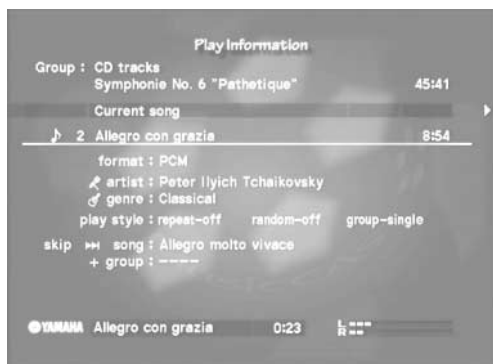 Play Information
Group : CD tracks
Symphonie No. 6 "Pathetique" 45:41
Current song
2 Allegro con grazia 8:54
format : PCM
artist : Peter Ilyich Tchaikovsky
genre : Classical
play style : repeat-off random-off group-single
skip song : Allegro molto vivace
+ group : ----
YAMAHA Allegro con grazia 0:23 L
R